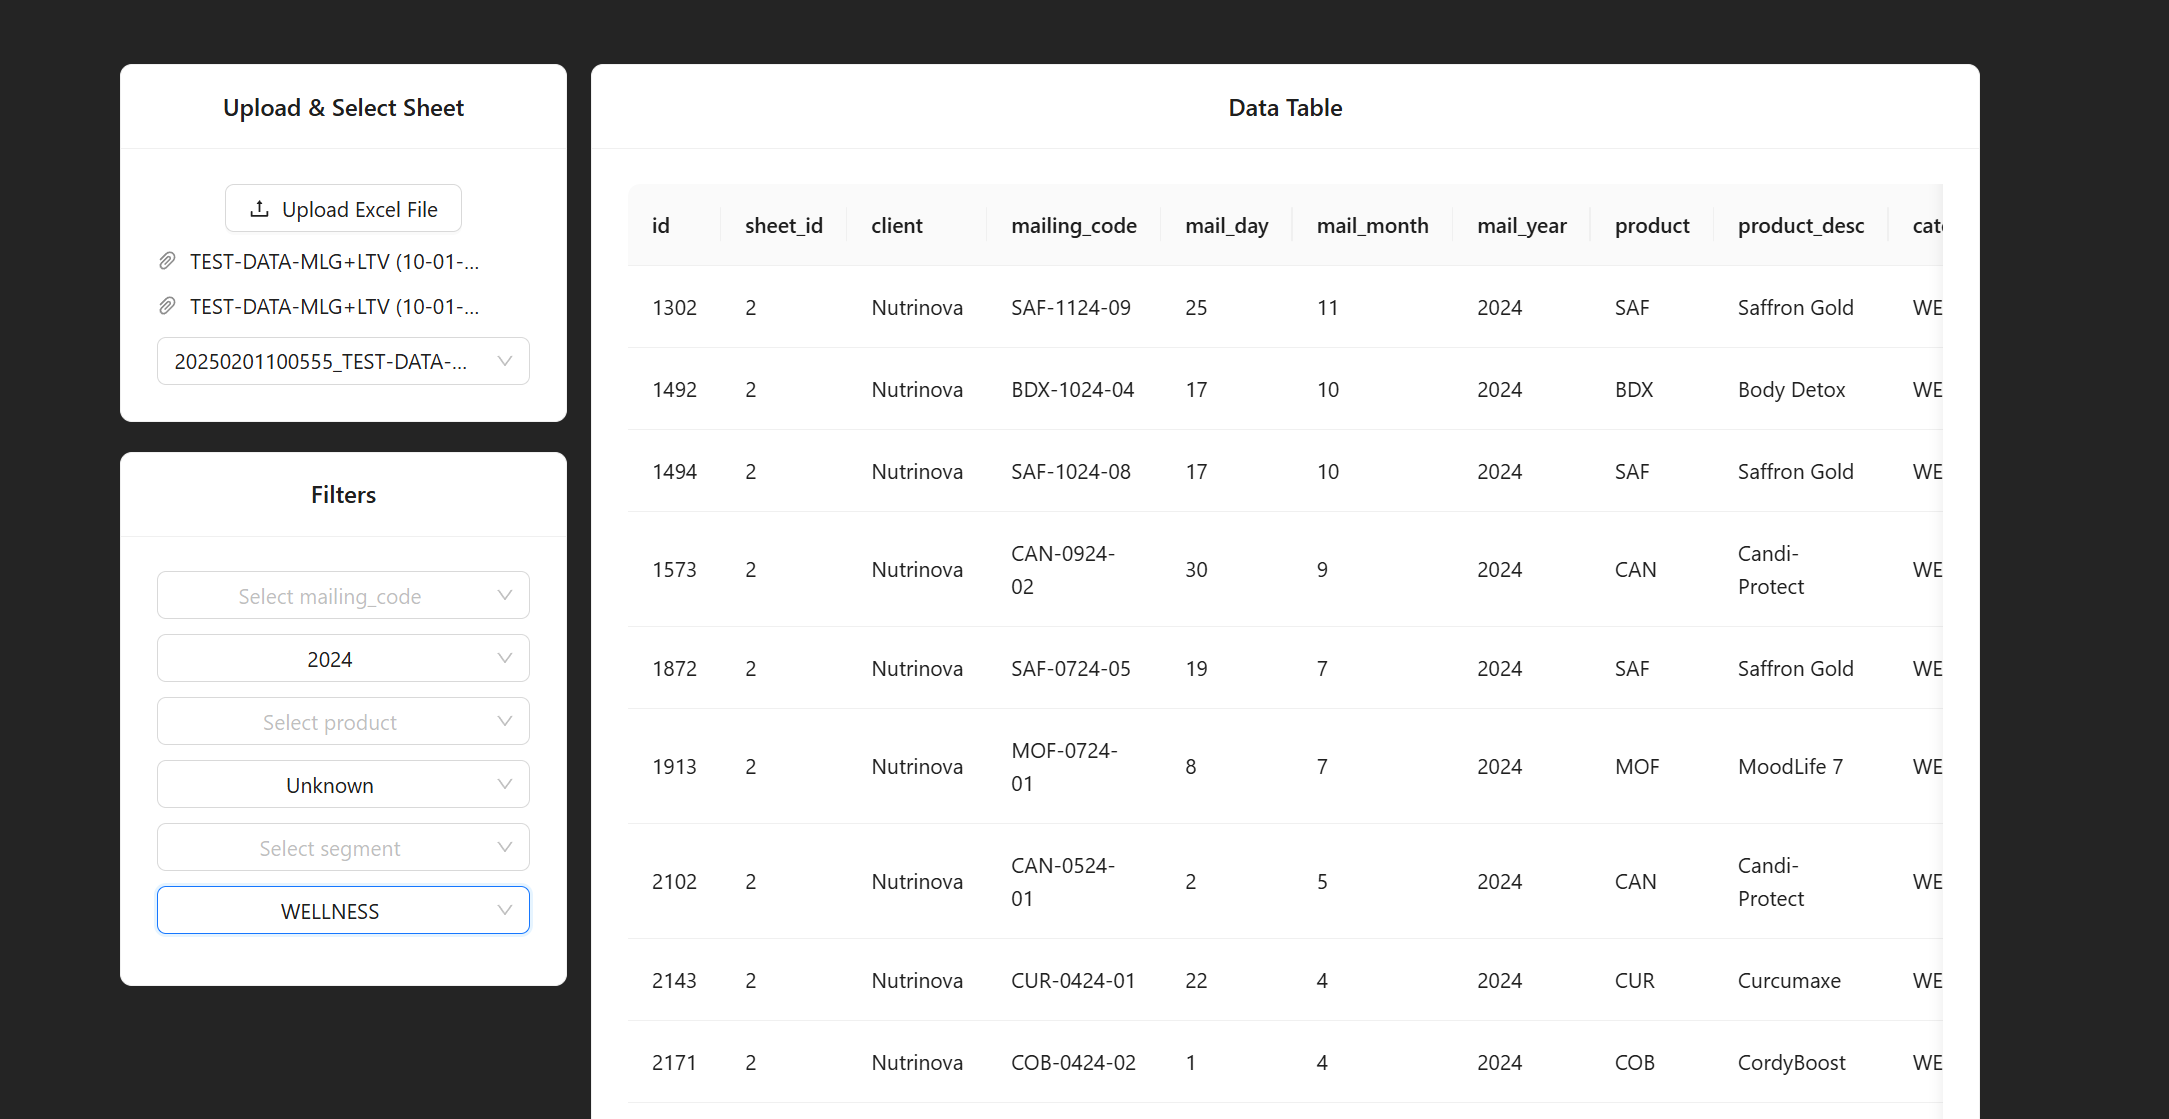 Upload & Select Sheet
Upload Excel File
TEST-DATA-MLG+LTV (10-01-...
TEST-DATA-MLG+LTV (10-01-...
20250201100555_TEST-DATA-...
Filters
Select mailing_code
2024
Select product
Unknown
Select segment
WELLNESS
Data Table
id sheet_id client mailing_code mail_day mail_month mail_year product product_desc cate
1302 2 Nutrinova SAF-1124-09 25 11 2024 SAF Saffron Gold WE
1492 2 Nutrinova BDX-1024-04 17 10 2024 BDX Body Detox WE
1494 2 Nutrinova SAF-1024-08 17 10 2024 SAF Saffron Gold WE
1573 2 Nutrinova CAN-0924-02 30 9 2024 CAN Candi-Protect WE
1872 2 Nutrinova SAF-0724-05 19 7 2024 SAF Saffron Gold WE
1913 2 Nutrinova MOF-0724-01 8 7 2024 MOF MoodLife 7 WE
2102 2 Nutrinova CAN-0524-01 2 5 2024 CAN Candi-Protect WE
2143 2 Nutrinova CUR-0424-01 22 4 2024 CUR Curcumaxe WE
2171 2 Nutrinova COB-0424-02 1 4 2024 COB CordyBoost WE